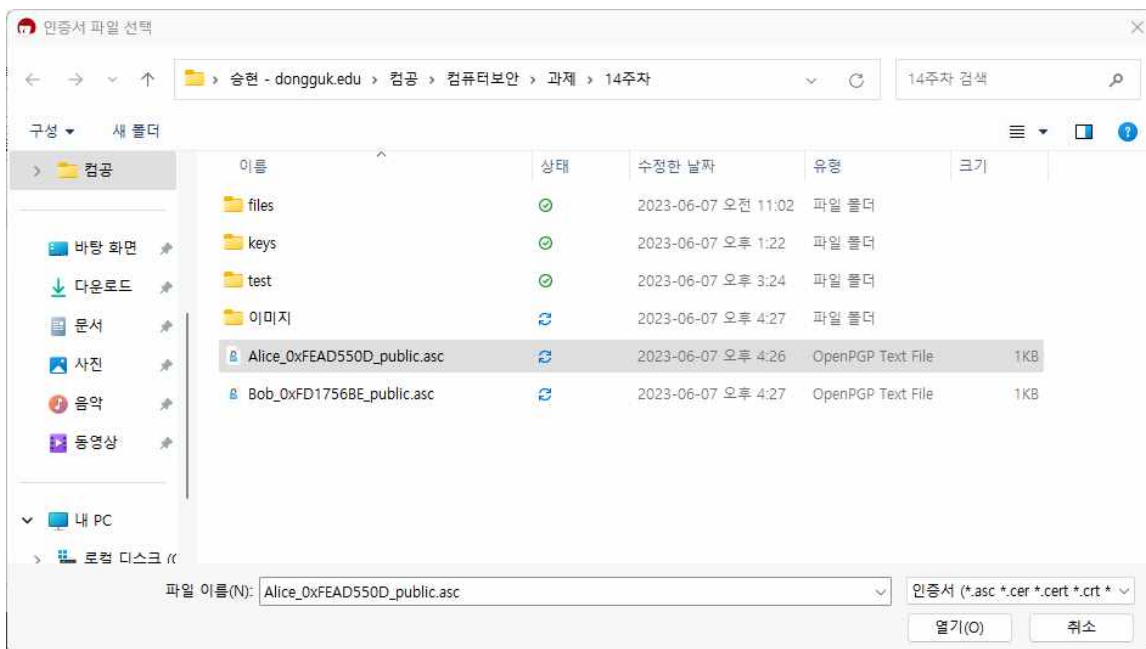 인증서 파일 선택
승현 - dongguk.edu > 컴공 > 컴퓨터보안 > 과제 > 14주차
14주차 검색
구성 새 폴더
컴공
바탕 화면
다운로드
문서
사진
음악
동영상
내 PC
로컬 디스크 (C
이름 상태 수정한 날짜 유형 크기
files 2023-06-07 오전 11:02 파일 폴더
keys 2023-06-07 오후 1:22 파일 폴더
test 2023-06-07 오후 3:24 파일 폴더
이미지 2023-06-07 오후 4:27 파일 폴더
Alice_0xFEAD550D_public.asc 2023-06-07 오후 4:26 OpenPGP Text File 1KB
Bob_0xFD1756BE_public.asc 2023-06-07 오후 4:27 OpenPGP Text File 1KB
파일 이름(N): Alice_0xFEAD550D_public.asc
인증서 (*.asc *.cer *.cert *.crt *
열기(O) 취소